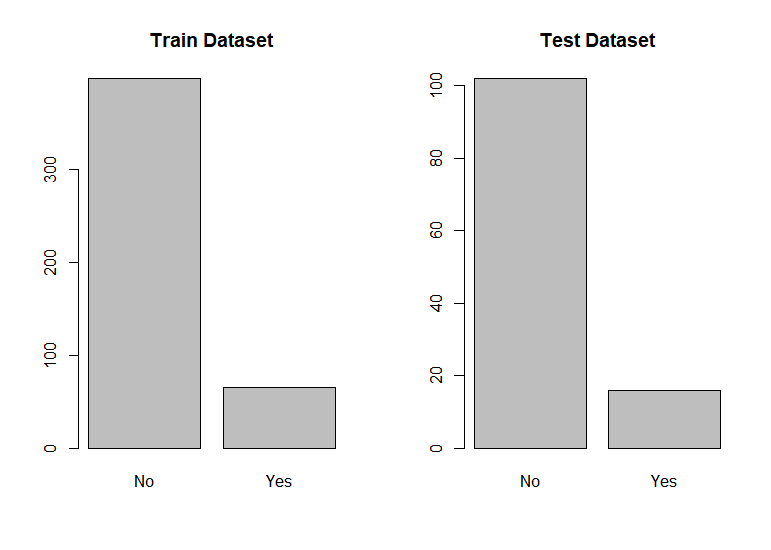 Train Dataset
300
200
100
0
No Yes
Test Dataset
100
80
60
40
20
0
No Yes